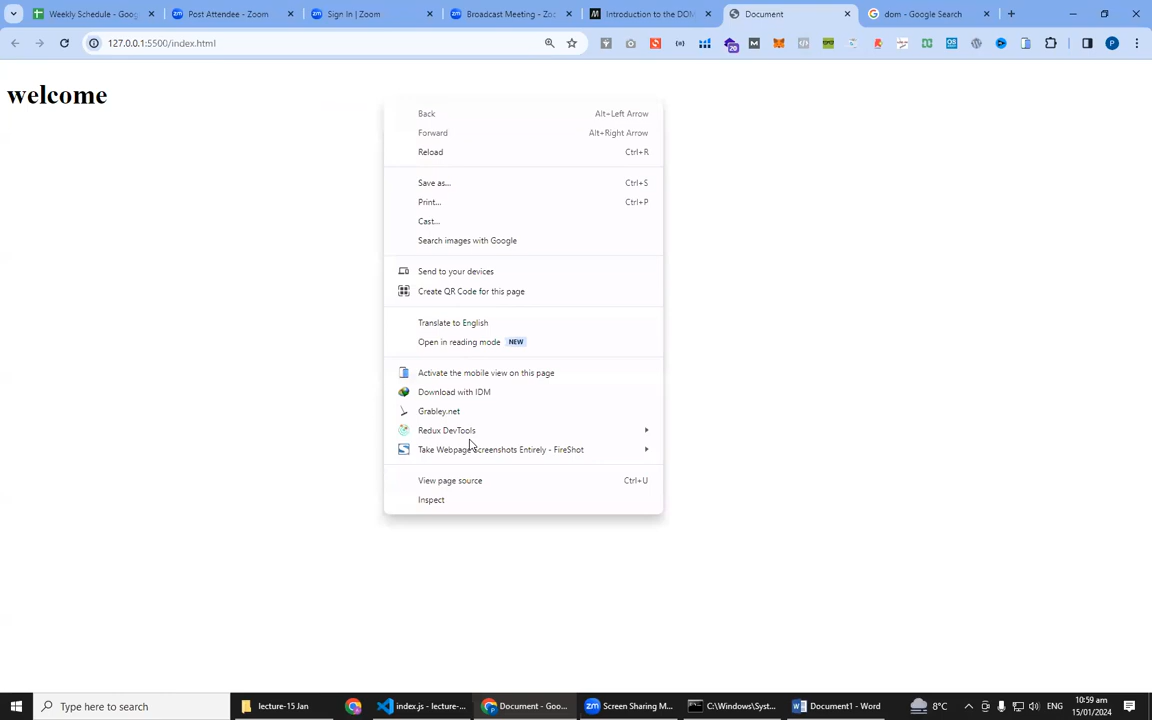 Weekly Schedule - Goog
Post Attendee - Zoom
Sign In | Zoom
Broadcast Meeting - Zo
Introduction to the DOM
Document
dom - Google Search
127.0.0.1:5500/index.html
20
M
P
welcome
Back Alt+Left Arrow
Forward Alt+Right Arrow
Reload Ctrl+R
Save as... Ctrl+S
Print... Ctrl+P
Cast...
Search images with Google
Send to your devices
Create QR Code for this page
Translate to English
Open in reading mode NEW
Activate the mobile view on this page
Download with IDM
Grabley.net
Redux DevTools
Take Webpage Screenshots Entirely - FireShot
View page source Ctrl+U
Inspect
Type here to search
lecture-15 Jan
index.js - lecture-...
Document - Goo...
Screen Sharing M...
C:\Windows\Syst...
Document1 - Word
8°C
ENG
10:59 am
15/01/2024